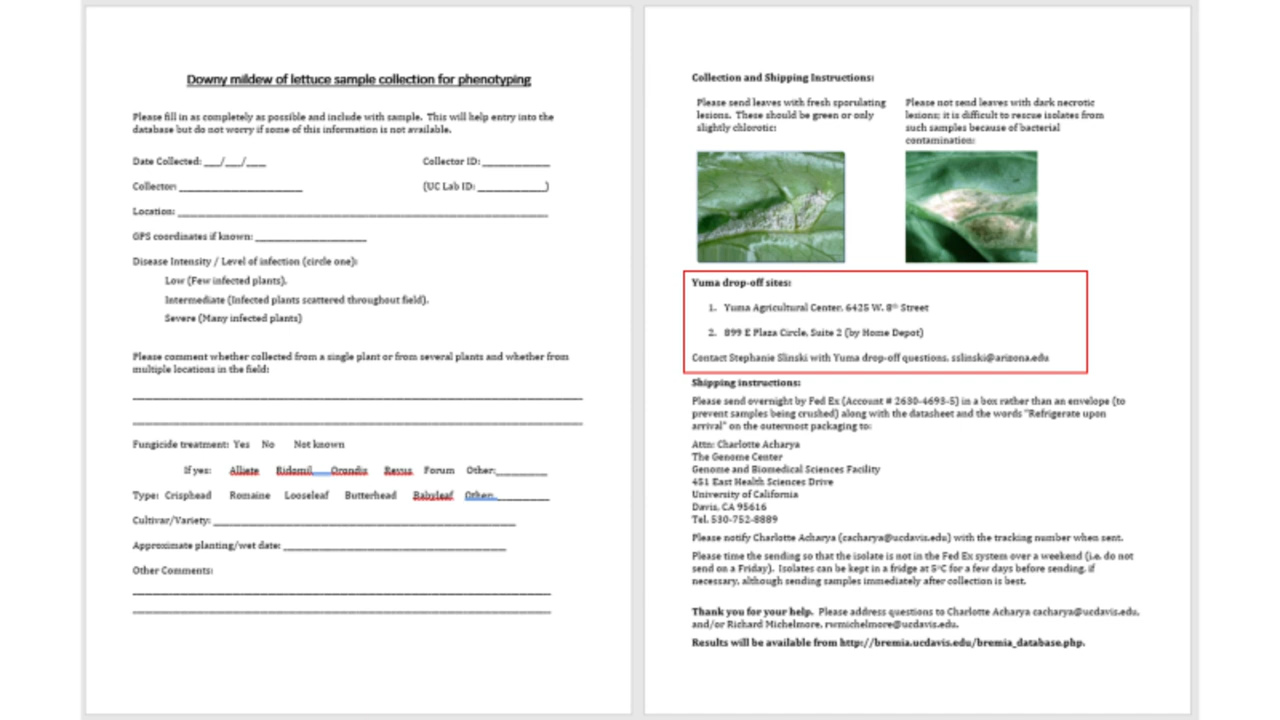 Downy mildew of lettuce sample collection for phenotyping
Please fill in as completely as possible and include with sample. This will help entry into the
database but do not worry if some of this information is not available.
Date Collected: ___/___/____ Collector ID: ______________
Collector: _________________________ (UC Lab ID: ______________)
Location: ___________________________________________________________________________
GPS coordinates if known: _______________________
Disease Intensity / Level of infection (circle one):
Low (Few infected plants).
Intermediate (Infected plants scattered throughout field).
Severe (Many infected plants)
Please comment whether collected from a single plant or from several plants and whether from
multiple locations in the field:
Fungicide treatment: Yes No Not known
If yes: Alliete Ridomil Orondis Revus Forum Other:___________
Type: Crisphead Romaine Looseleaf Butterhead Babyleaf Other:___________
Cultivar/Variety: ______________________________________________________________
Approximate planting/wet date: ______________________________________________
Other Comments:
Collection and Shipping Instructions:
Please send leaves with fresh sporulating
lesions. These should be green or only
slightly chlorotic:
Please not send leaves with dark necrotic
lesions; it is difficult to rescue isolates from
such samples because of bacterial
contamination:
Yuma drop-off sites:
1. Yuma Agricultural Center, 6425 W. 8th Street
2. 899 E Plaza Circle, Suite 2 (by Home Depot)
Contact Stephanie Slinski with Yuma drop-off questions, sslinski@arizona.edu
Shipping instructions:
Please send overnight by Fed Ex (Account # 2630-4693-5) in a box rather than an envelope (to
prevent samples being crushed) along with the datasheet and the words "Refrigerate upon
arrival" on the outermost packaging to:
Attn: Charlotte Acharya
The Genome Center
Genome and Biomedical Sciences Facility
451 East Health Sciences Drive
University of California
Davis, CA 95616
Tel. 530-752-8889
Please notify Charlotte Acharya (cacharya@ucdavis.edu) with the tracking number when sent.
Please time the sending so that the isolate is not in the Fed Ex system over a weekend (i.e. do not
send on a Friday). Isolates can be kept in a fridge at 5°C for a few days before sending, if
necessary, although sending samples immediately after collection is best.
Thank you for your help. Please address questions to Charlotte Acharya cacharya@ucdavis.edu,
and/or Richard Michelmore, rwmichelmore@ucdavis.edu.
Results will be available from http://bremia.ucdavis.edu/bremia_database.php.